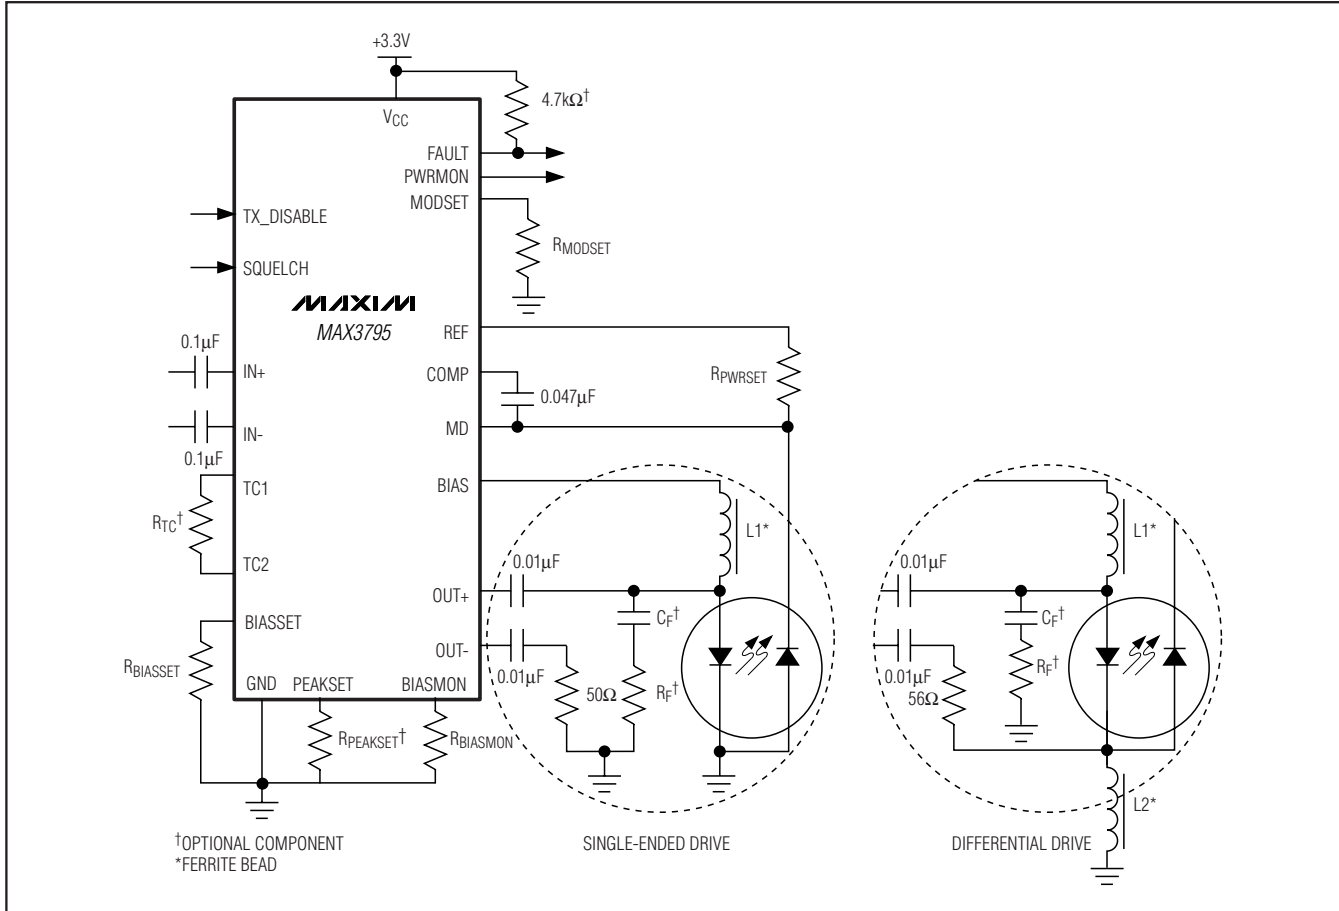 +3.3V
4.7kΩ†
VCC
FAULT
PWRMON
MODSET
TX_DISABLE
RMODSET
SQUELCH
MAXIM
MAX3795
REF
0.1µF
IN+
COMP
RPWRSET
0.047µF
IN-
MD
0.1µF
TC1
BIAS
RTC†
L1*
L1*
TC2
0.01µF
0.01µF
OUT+
CF†
CF†
BIASSET
OUT-
RBIASSET
0.01µF
50Ω
RF†
0.01µF
56Ω
RF†
GND
PEAKSET
BIASMON
RPEAKSET†
RBIASMON
L2*
†OPTIONAL COMPONENT
*FERRITE BEAD
SINGLE-ENDED DRIVE
DIFFERENTIAL DRIVE